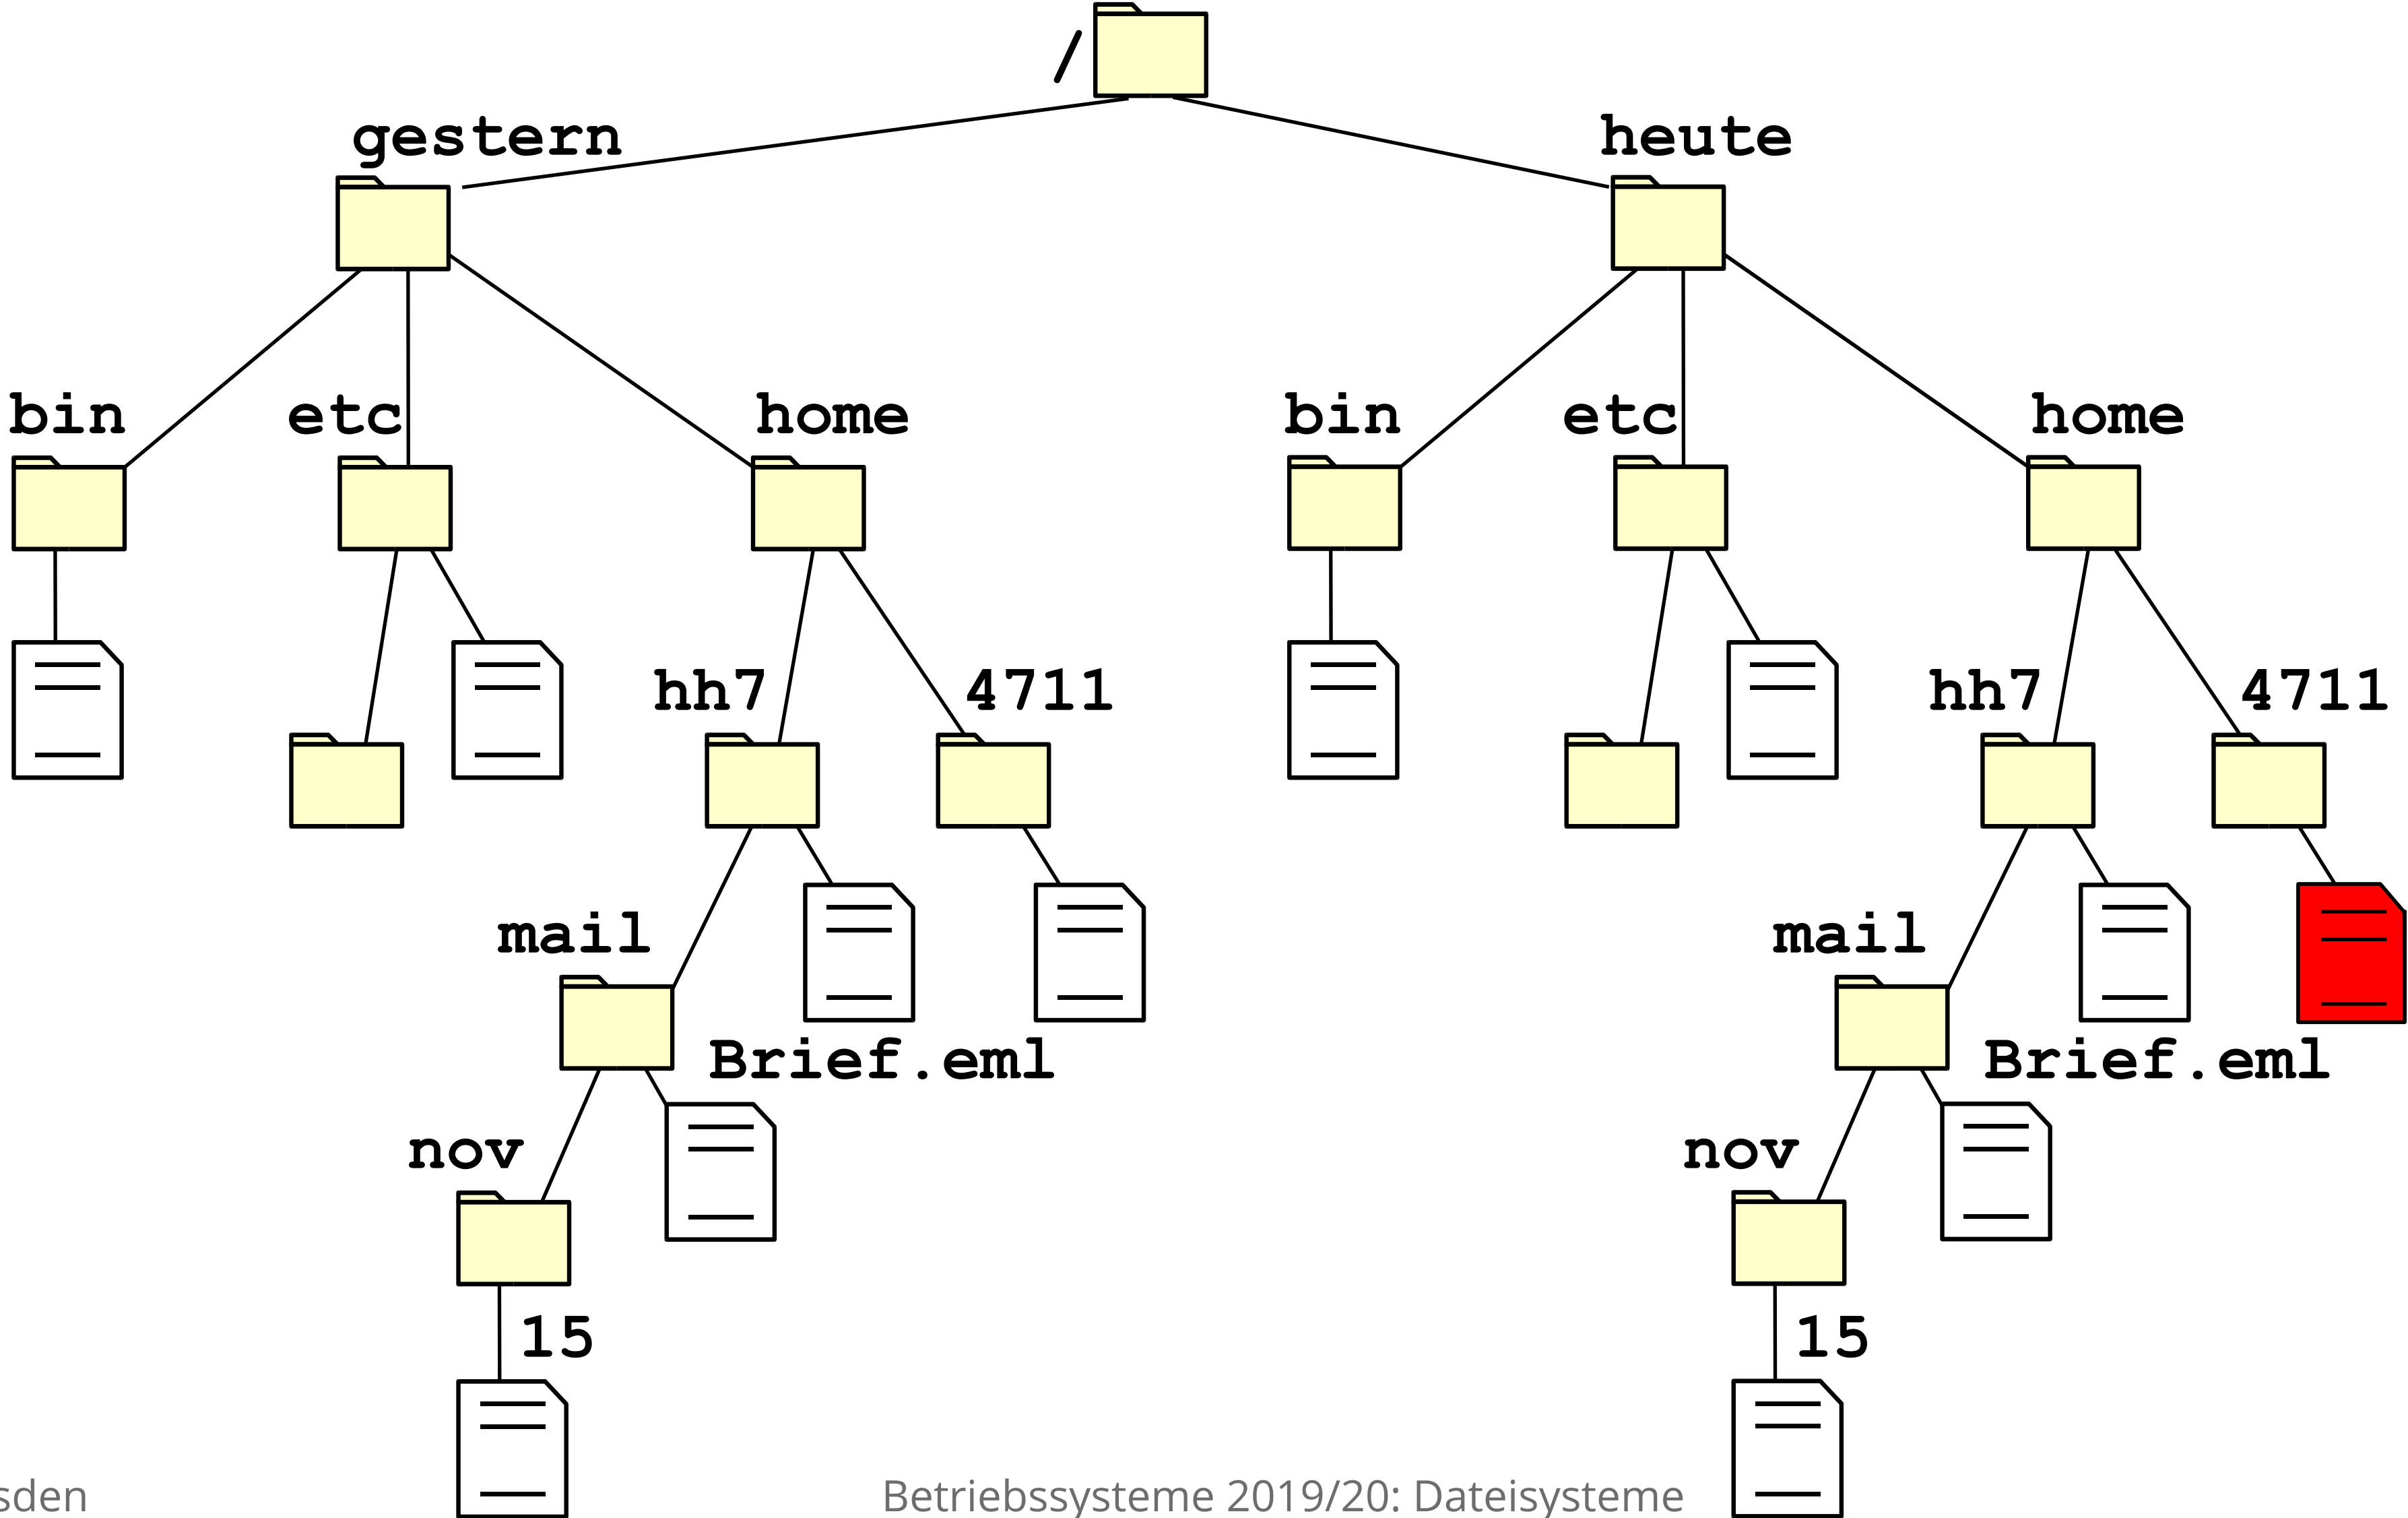 /
gestern heute
bin etc home bin etc home
hh7 4711 hh7 4711
mail mail
Brief.eml Brief.eml
nov nov
15 15
Betriebssysteme 2019/20: Dateisysteme